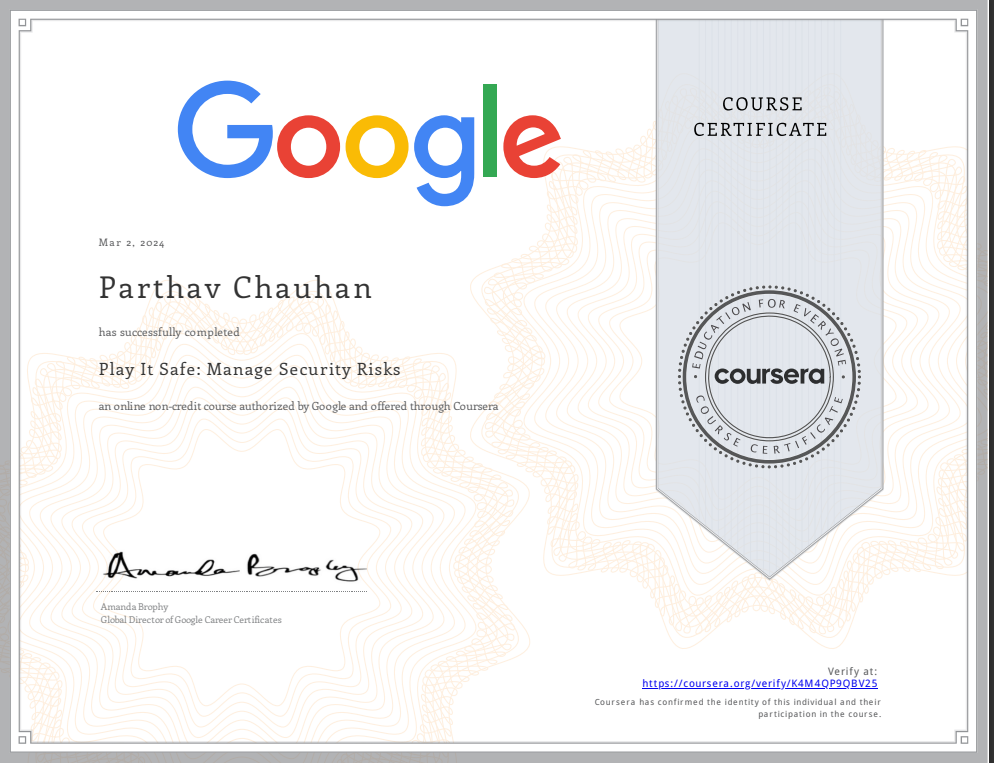 Google
COURSE
CERTIFICATE
Mar 2, 2024
Parthav Chauhan
has successfully completed
Play It Safe: Manage Security Risks
an online non-credit course authorized by Google and offered through Coursera
EDUCATION FOR EVERYONE
coursera
COURSE CERTIFICATE
Amanda Brophy
Amanda Brophy
Global Director of Google Career Certificates
Verify at:
https://coursera.org/verify/K4M4QP9QBV25
Coursera has confirmed the identity of this individual and their
participation in the course.